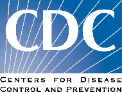 CDC
CENTERS FOR DISEASE
CONTROL AND PREVENTION